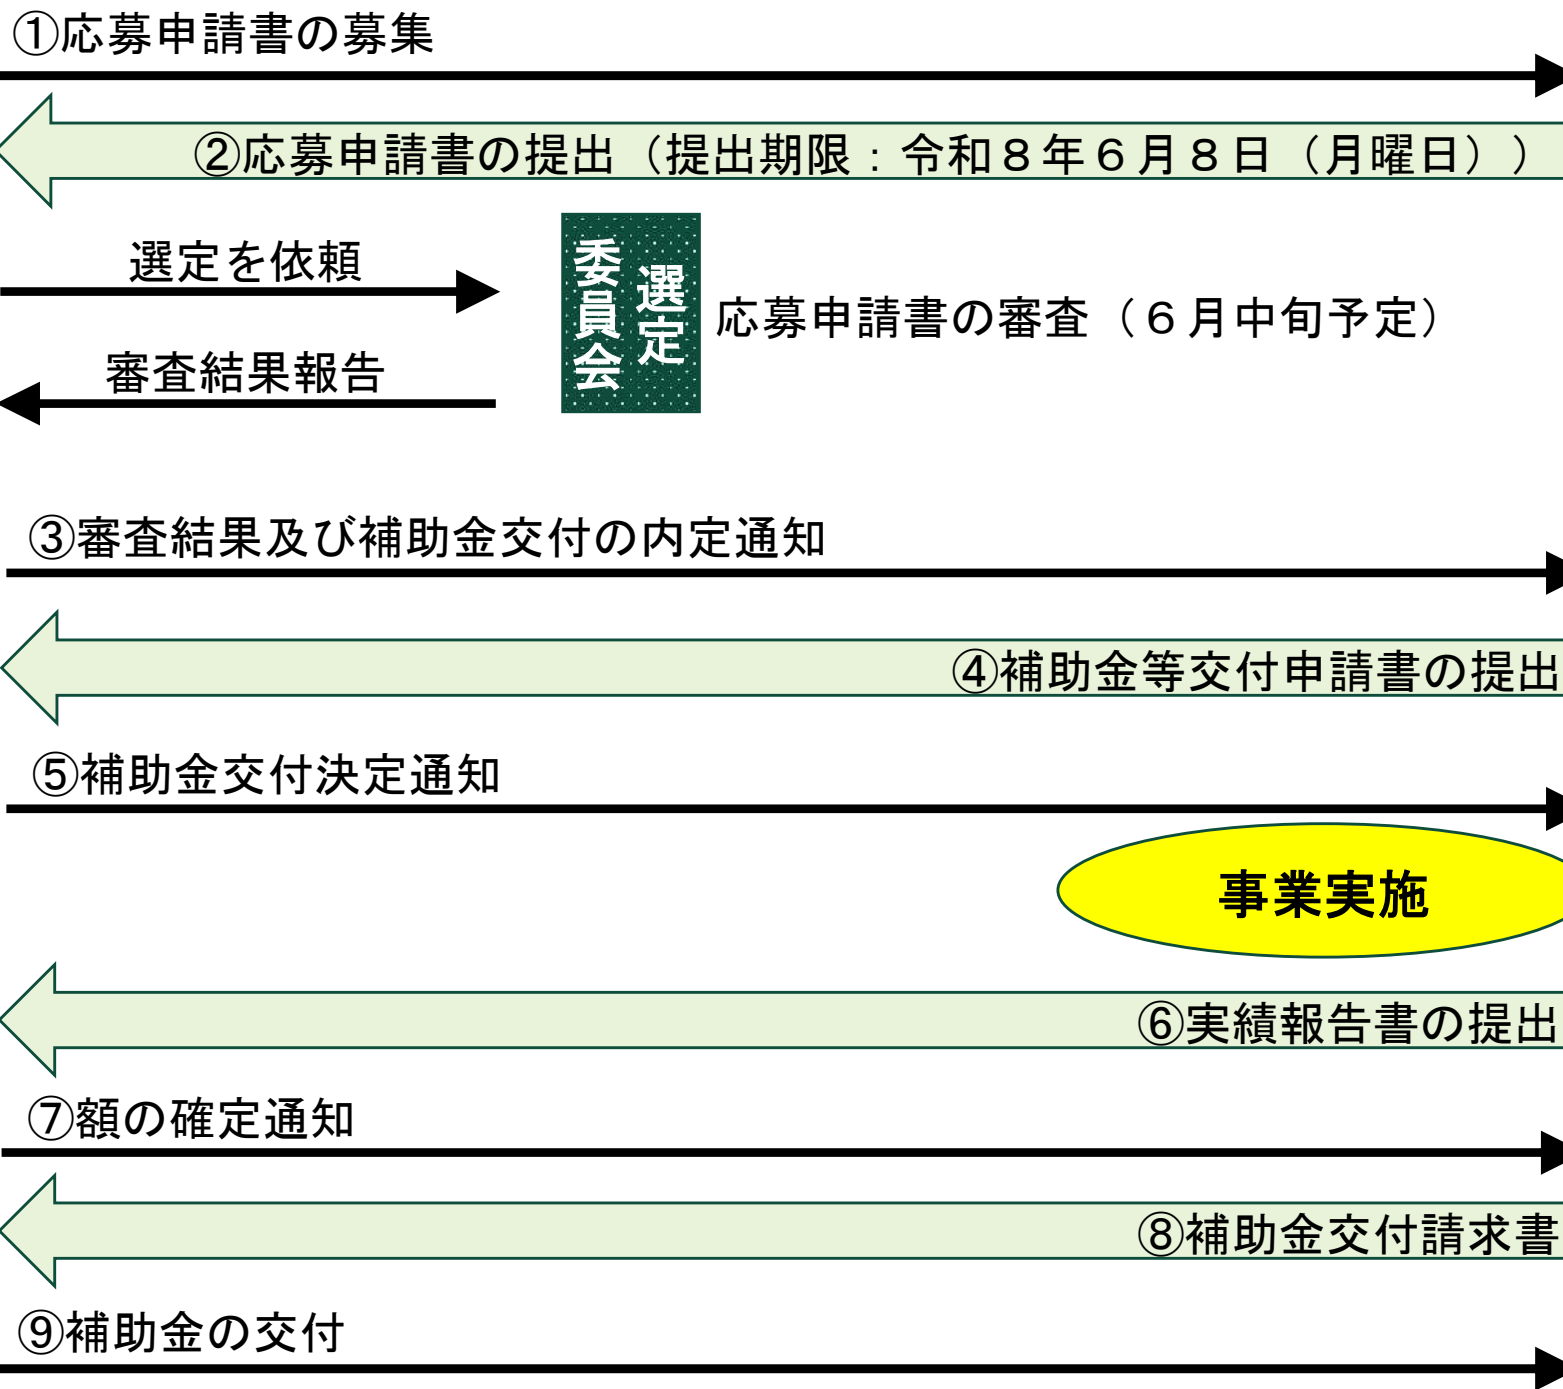 ①応募申請書の募集
②応募申請書の提出（提出期限：令和８年６月８日（月曜日））
選定を依頼
選定
委員会
応募申請書の審査（６月中旬予定）
審査結果報告
③審査結果及び補助金交付の内定通知
④補助金等交付申請書の提出
⑤補助金交付決定通知
事業実施
⑥実績報告書の提出
⑦額の確定通知
⑧補助金交付請求書
⑨補助金の交付